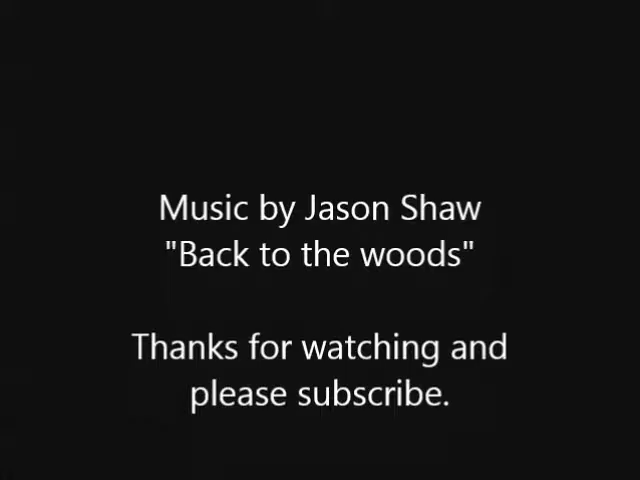 Music by Jason Shaw
"Back to the woods"
Thanks for watching and
please subscribe.